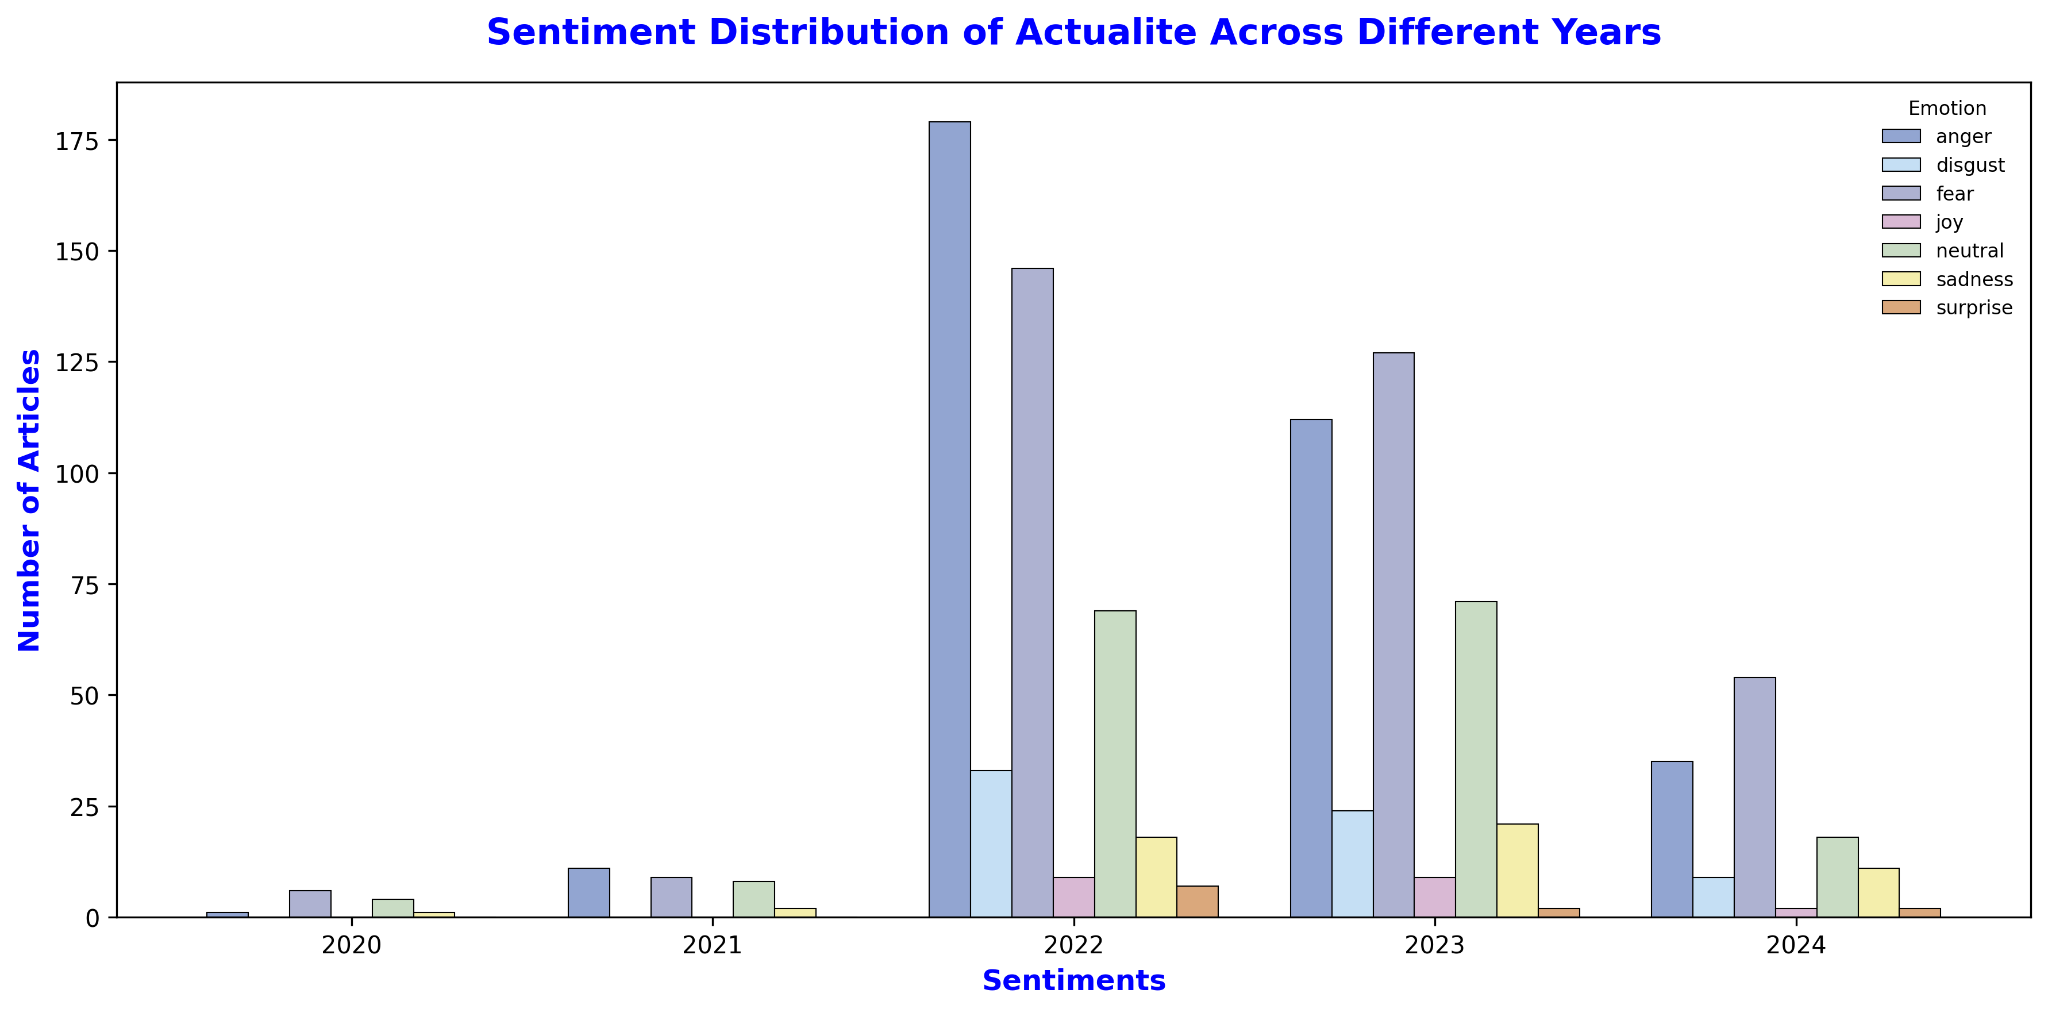 Sentiment Distribution of Actualite Across Different Years
Number of Articles
175
150
125
100
75
50
25
0
2020 2021 2022 2023 2024
Sentiments
Emotion
anger
disgust
fear
joy
neutral
sadness
surprise